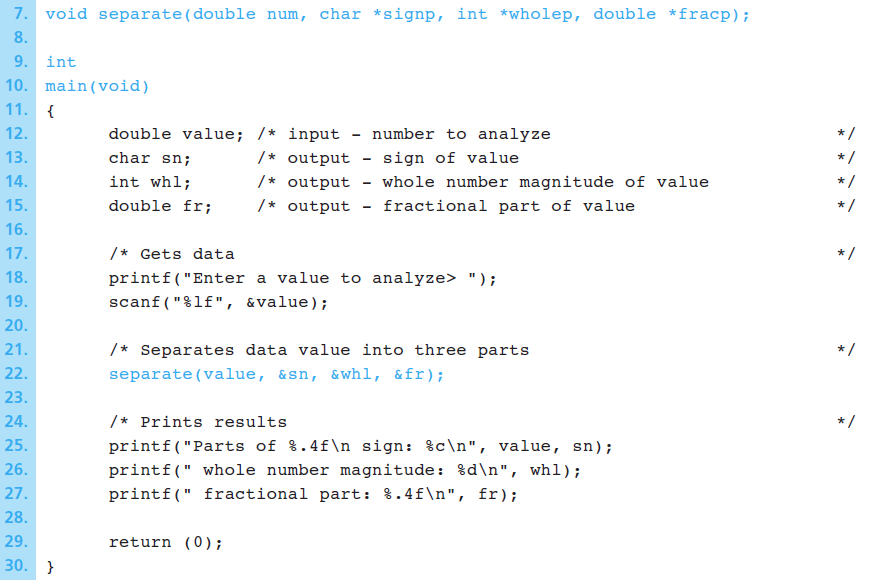 7. void separate(double num, char *signp, int *wholep, double *fracp);
8.
9. int
10. main(void)
11. {
12. double value; /* input - number to analyze */
13. char sn; /* output - sign of value */
14. int whl; /* output - whole number magnitude of value */
15. double fr; /* output - fractional part of value */
16.
17. /* Gets data */
18. printf("Enter a value to analyze> ");
19. scanf("%lf", &value);
20.
21. /* Separates data value into three parts */
22. separate(value, &sn, &whl, &fr);
23.
24. /* Prints results */
25. printf("Parts of %.4f\n sign: %c\n", value, sn);
26. printf(" whole number magnitude: %d\n", whl);
27. printf(" fractional part: %.4f\n", fr);
28.
29. return (0);
30. }